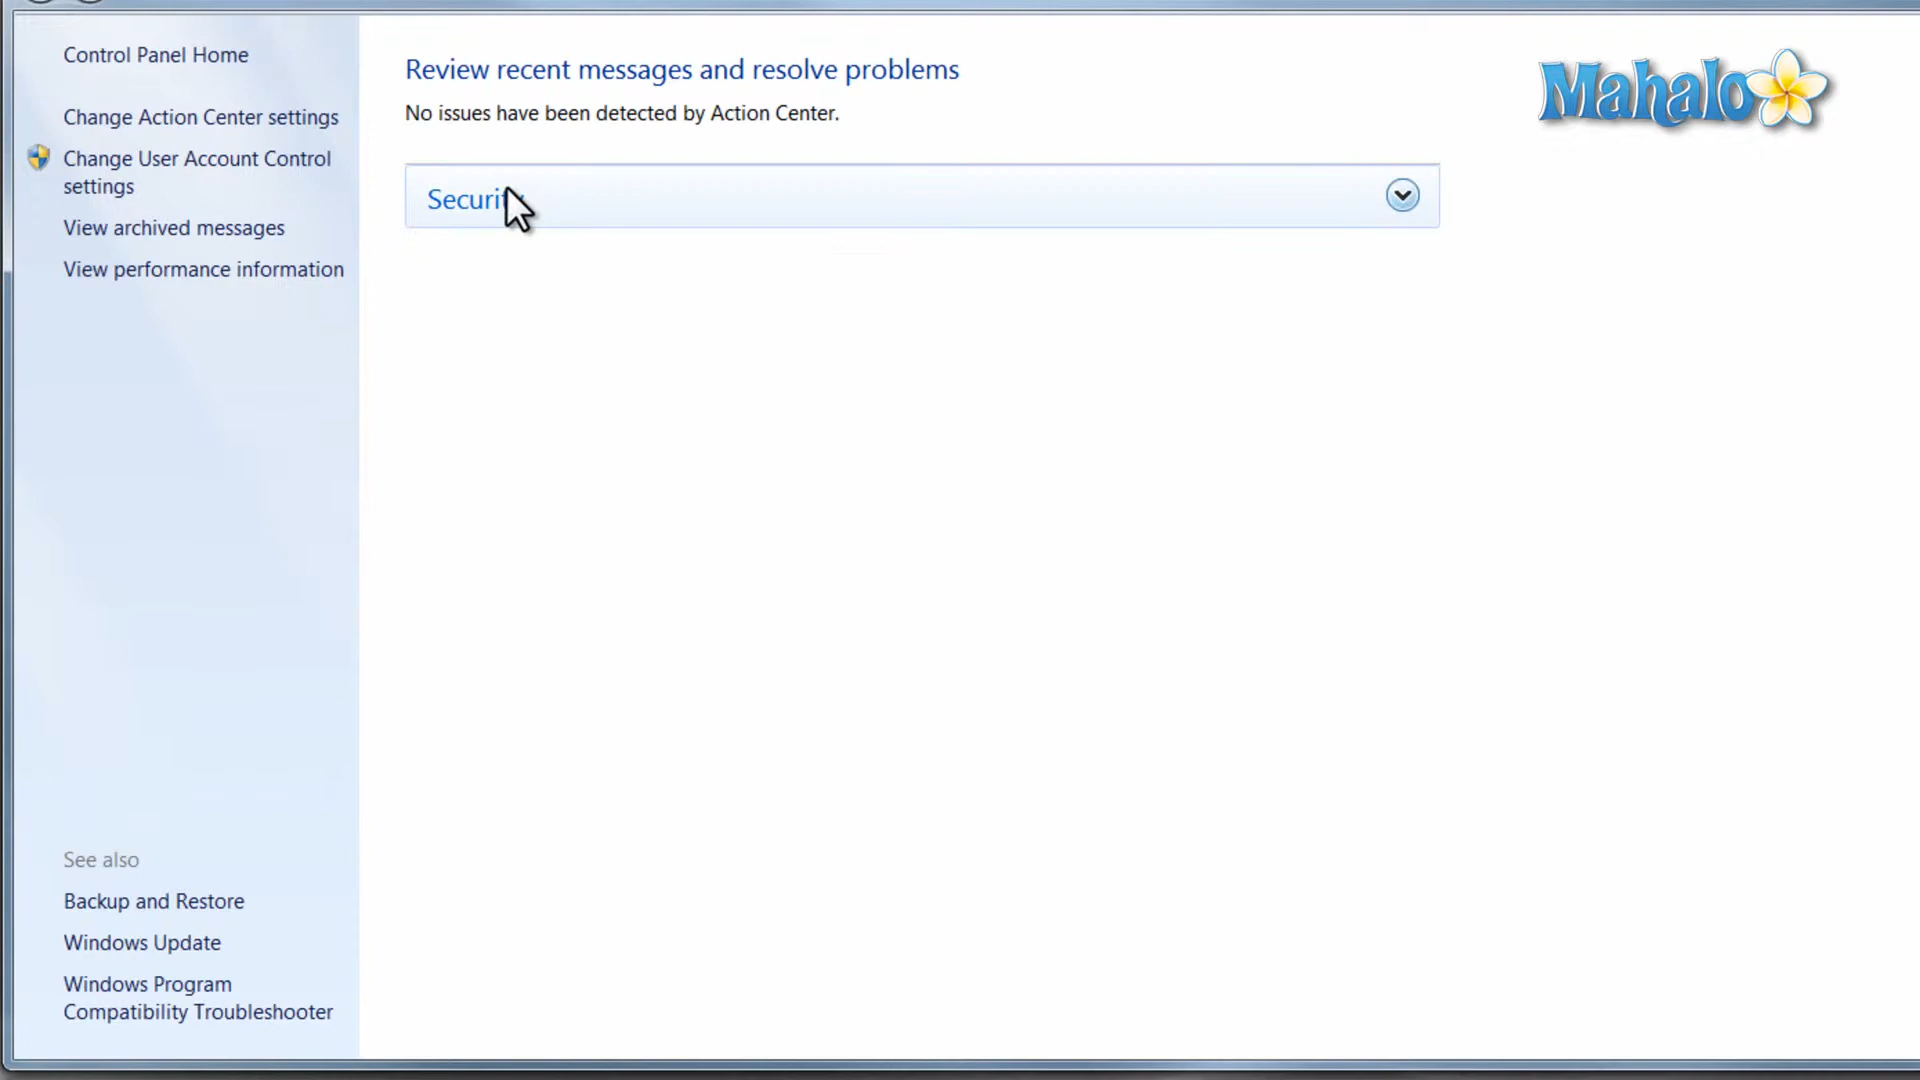 Control Panel Home
Change Action Center settings
Change User Account Control
settings
View archived messages
View performance information
See also
Backup and Restore
Windows Update
Windows Program
Compatibility Troubleshooter
Review recent messages and resolve problems
No issues have been detected by Action Center.
Security
Mahalo